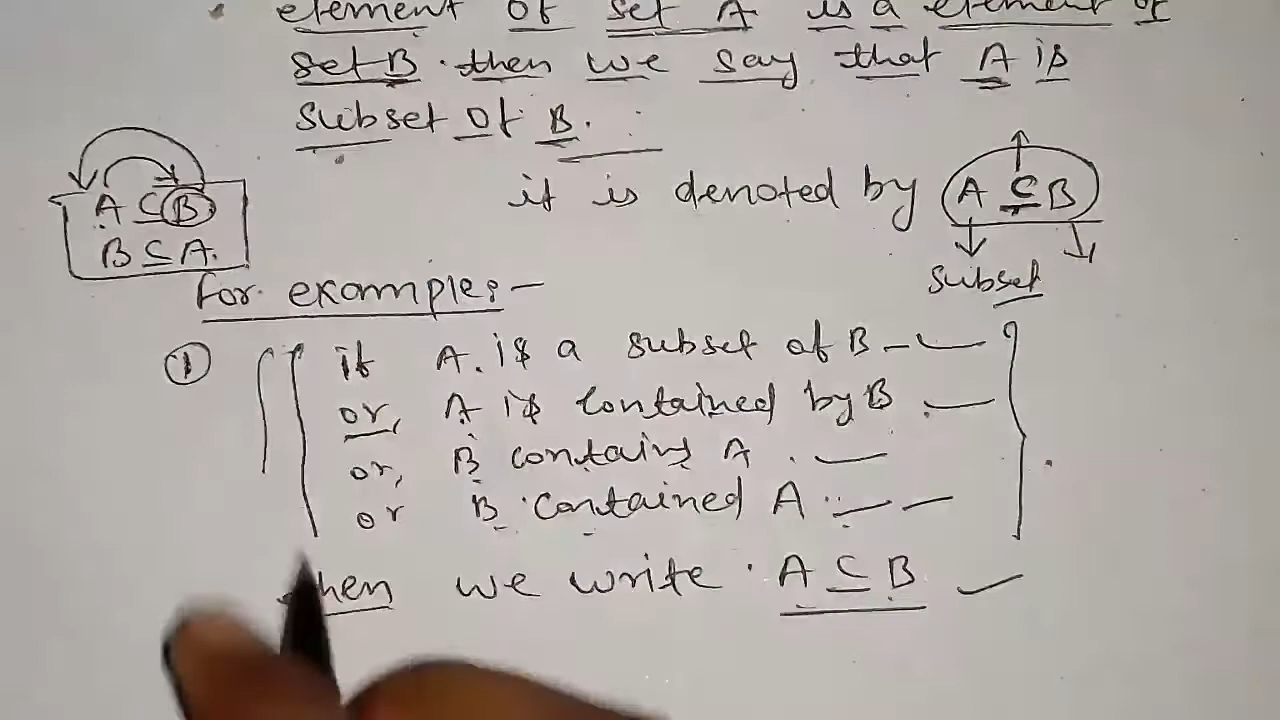 element of set A is a element of
set B then we say that A is
subset of B.
it is denoted by A ⊆ B
Subset
A ⊆ B
B ⊆ A.
for example:-
① if A is a subset of B
or, A is contained by B
or, B contains A
or B contained A
then we write A ⊆ B